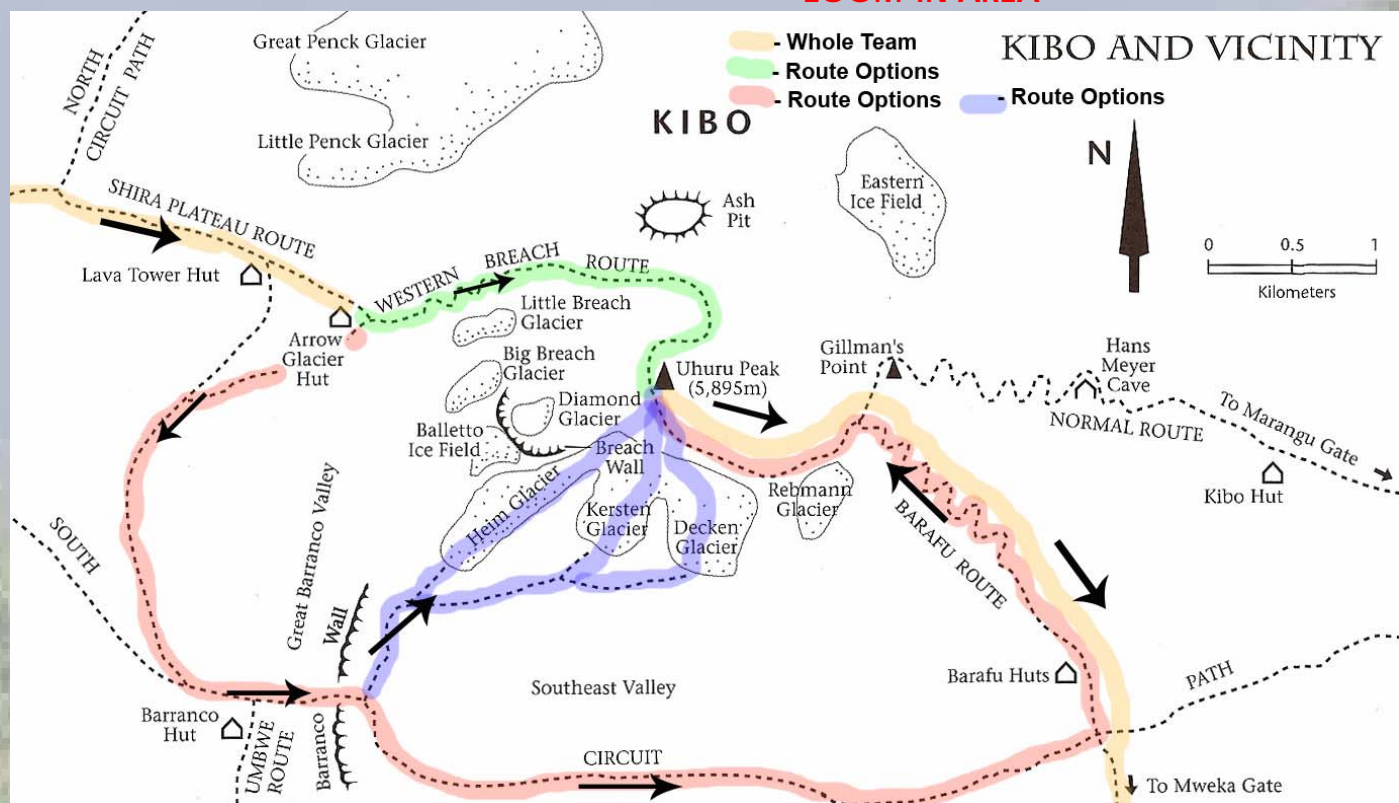 ZOOM IN AREA
- Whole Team
- Route Options
- Route Options
- Route Options
KIBO AND VICINITY
Great Penck Glacier
NORTH
CIRCUIT PATH
Little Penck Glacier
KIBO
N
Eastern
Ice Field
Ash
Pit
SHIRA PLATEAU ROUTE
0 0.5 1
Kilometers
Lava Tower Hut
WESTERN BREACH ROUTE
Little Breach
Glacier
Arrow
Glacier
Hut
Big Breach
Glacier
Uhuru Peak
(5,895m)
Gillman's
Point
Hans
Meyer
Cave
NORMAL ROUTE
To Marangu Gate
Diamond
Glacier
Balletto
Ice Field
Breach
Wall
Kibo Hut
Heim Glacier
Kersten
Glacier
Decken
Glacier
Rebmann
Glacier
BARAFU ROUTE
SOUTH
Great Barranco Valley
Wall
Southeast Valley
Barafu Huts
PATH
Barranco
Hut
UMBWE
ROUTE
Barranco
CIRCUIT
To Mweka Gate